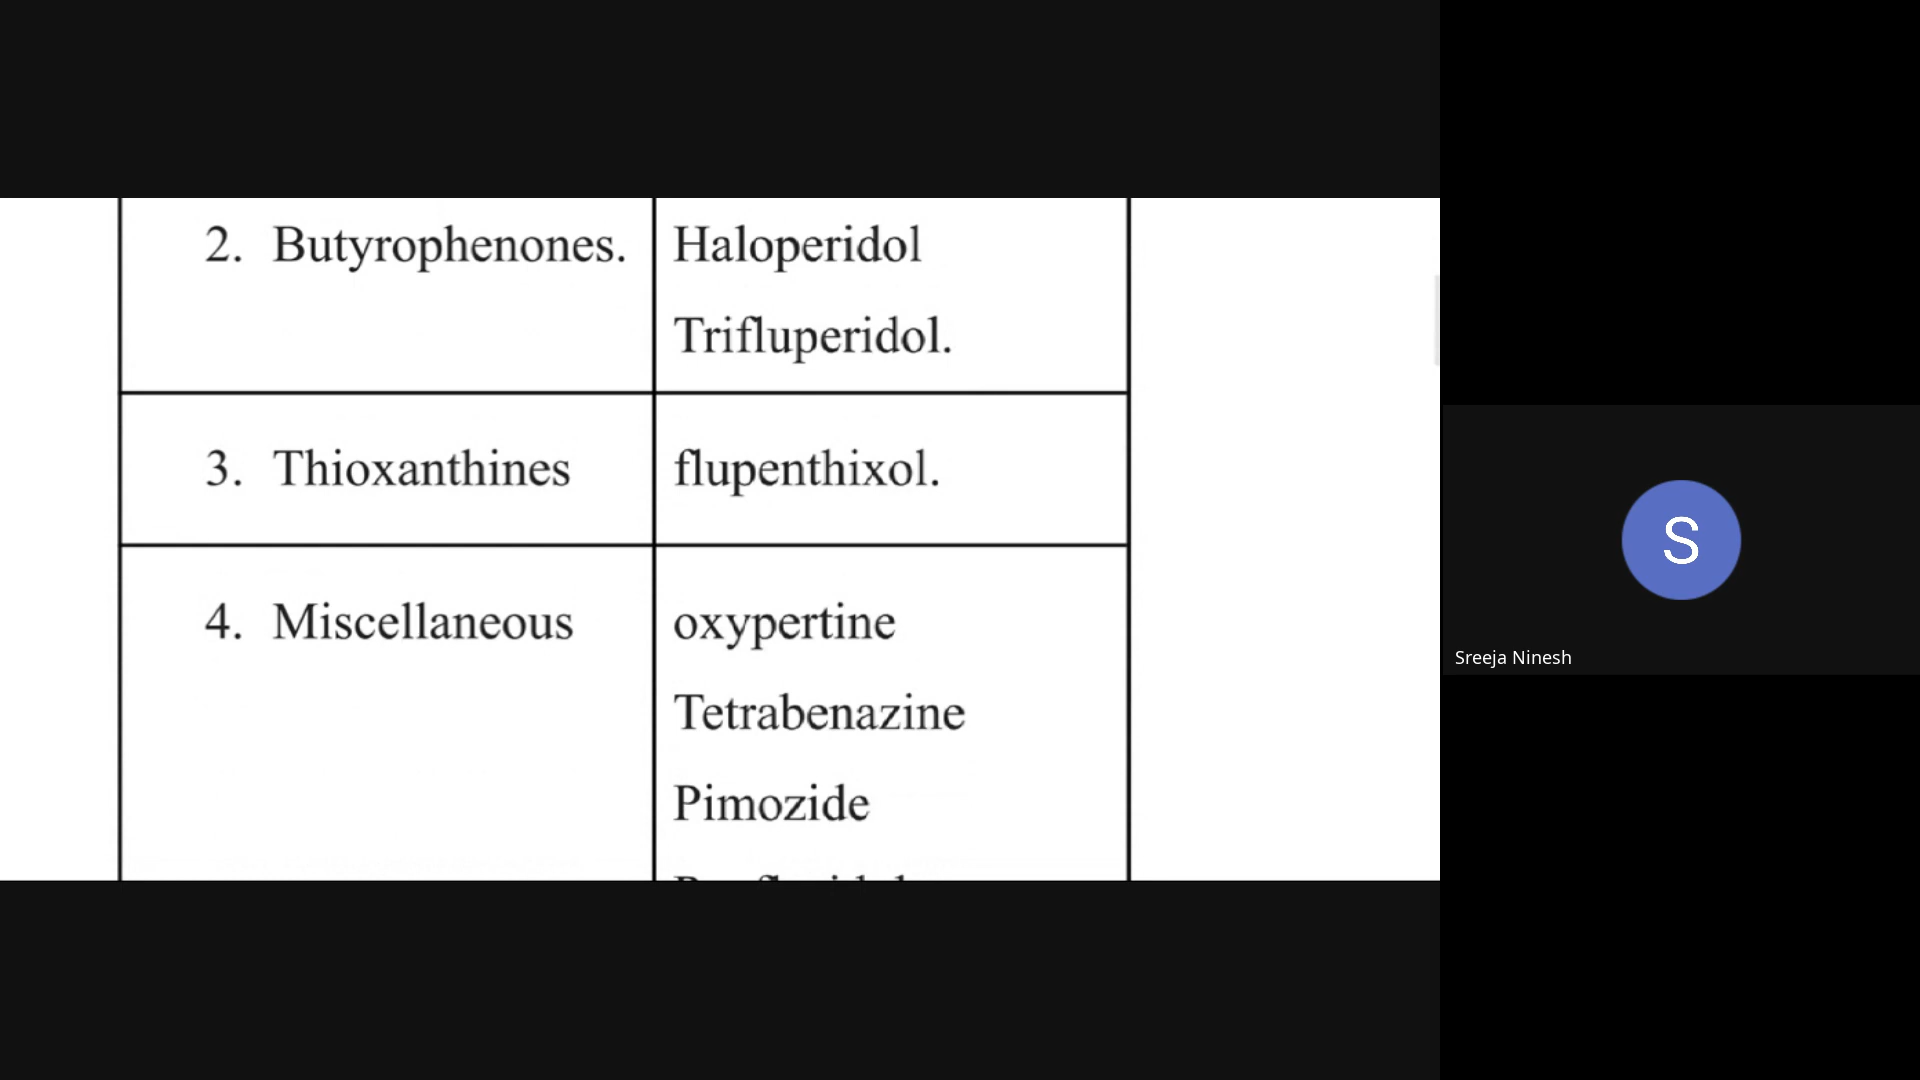 2. Butyrophenones. Haloperidol
Trifluperidol.
3. Thioxanthines flupenthixol.
4. Miscellaneous oxypertine
Tetrabenazine
Pimozide
S
Sreeja Ninesh